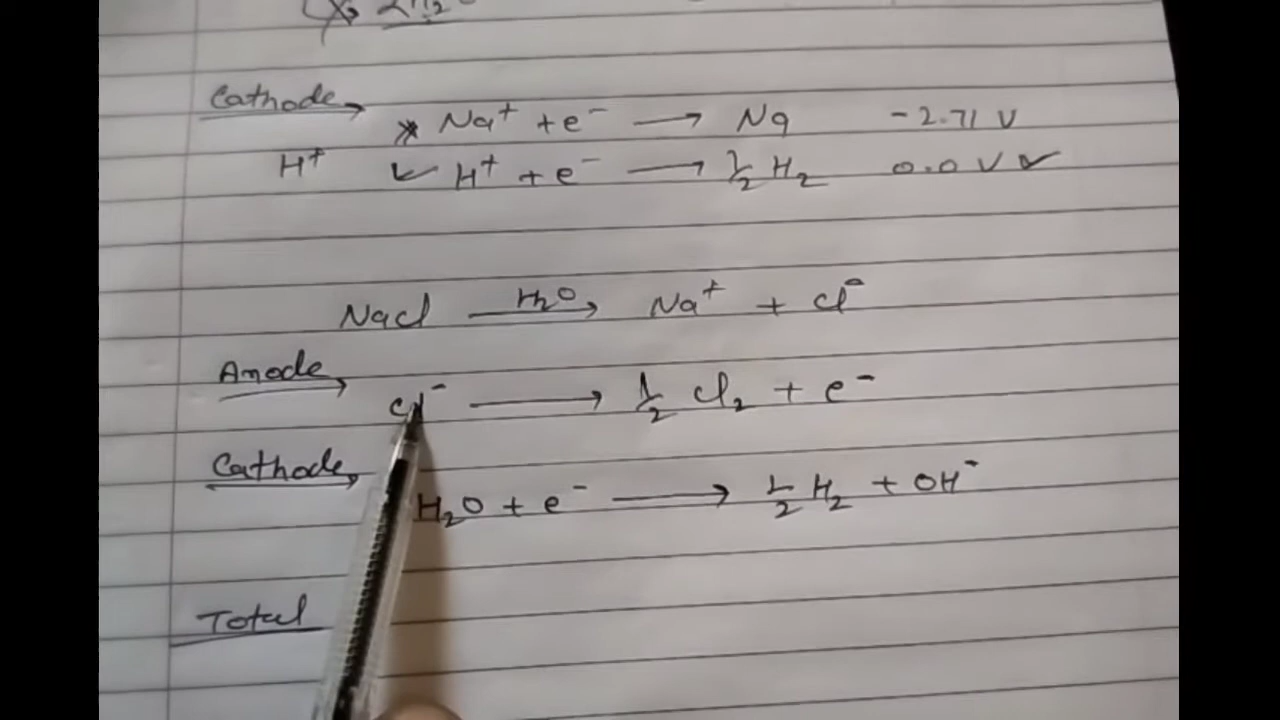 Cathode
Na⁺ + e⁻ → Na -2.71 V
H⁺ ✓ H⁺ + e⁻ → ½ H₂ 0.0 V ✓
NaCl H₂O→ Na⁺ + Cl⁻
Anode
Cl⁻ → ½ Cl₂ + e⁻
Cathode
H₂O + e⁻ → ½ H₂ + OH⁻
Total